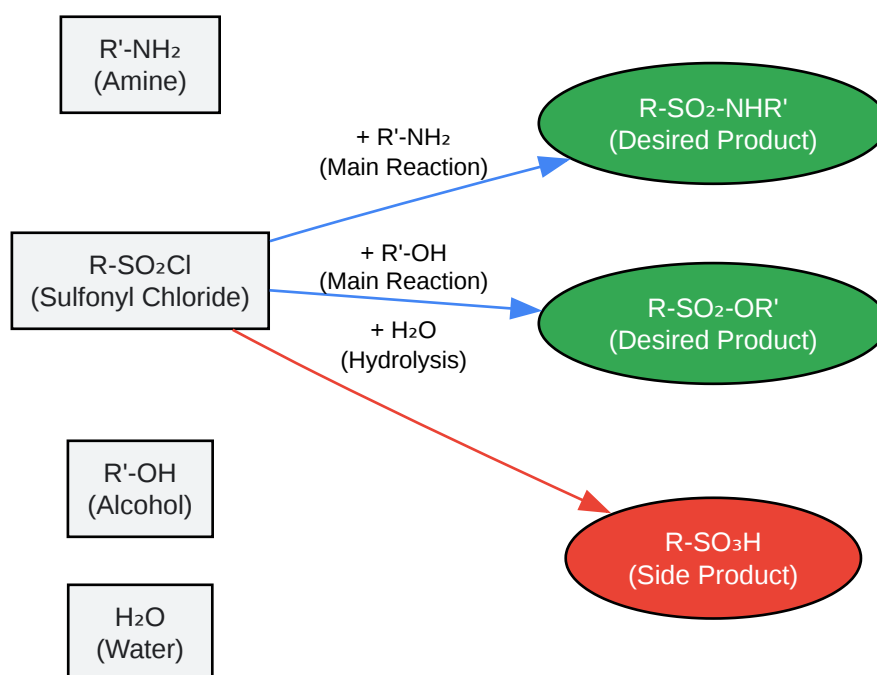 R'-NH₂
(Amine)
R-SO₂-NHR'
(Desired Product)
+ R'-NH₂
(Main Reaction)
R-SO₂Cl
(Sulfonyl Chloride)
+ R'-OH
(Main Reaction)
R-SO₂-OR'
(Desired Product)
+ H₂O
(Hydrolysis)
R'-OH
(Alcohol)
R-SO₃H
(Side Product)
H₂O
(Water)